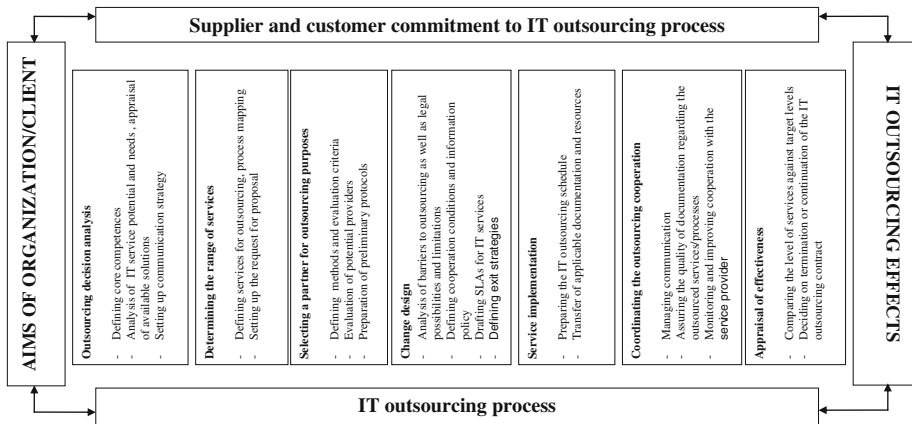 Supplier and customer commitment to IT outsourcing process
AIMS OF ORGANIZATION/CLIENT
Outsourcing decision analysis
- Defining core competences
- Analysis of IT service potential and needs, appraisal
of available solutions
- Setting up communication strategy
Determining the range of services
- Defining services for outsourcing, process mapping
- Setting up the request for proposal
Selecting a partner for outsourcing purposes
- Defining methods and evaluation criteria
- Evaluation of potential providers
- Preparation of preliminary protocols
Change design
- Analysis of barriers to outsourcing as well as legal
possibilities and limitations
- Defining cooperation conditions and information
policy
- Drafting SLAs for IT services
- Defining exit strategies
Service implementation
- Preparing the IT outsourcing schedule
- Transfer of applicable documentation and resources
Coordinating the outsourcing cooperation
- Managing communication
- Assuring the quality of documentation regarding the
outsourced services/processes
- Monitoring and improving cooperation with the
service provider
Appraisal of effectiveness
- Comparing the level of services against target levels
- Deciding on termination or continuation of the IT
outsourcing contract
IT OUTSOURCING EFFECTS
IT outsourcing process